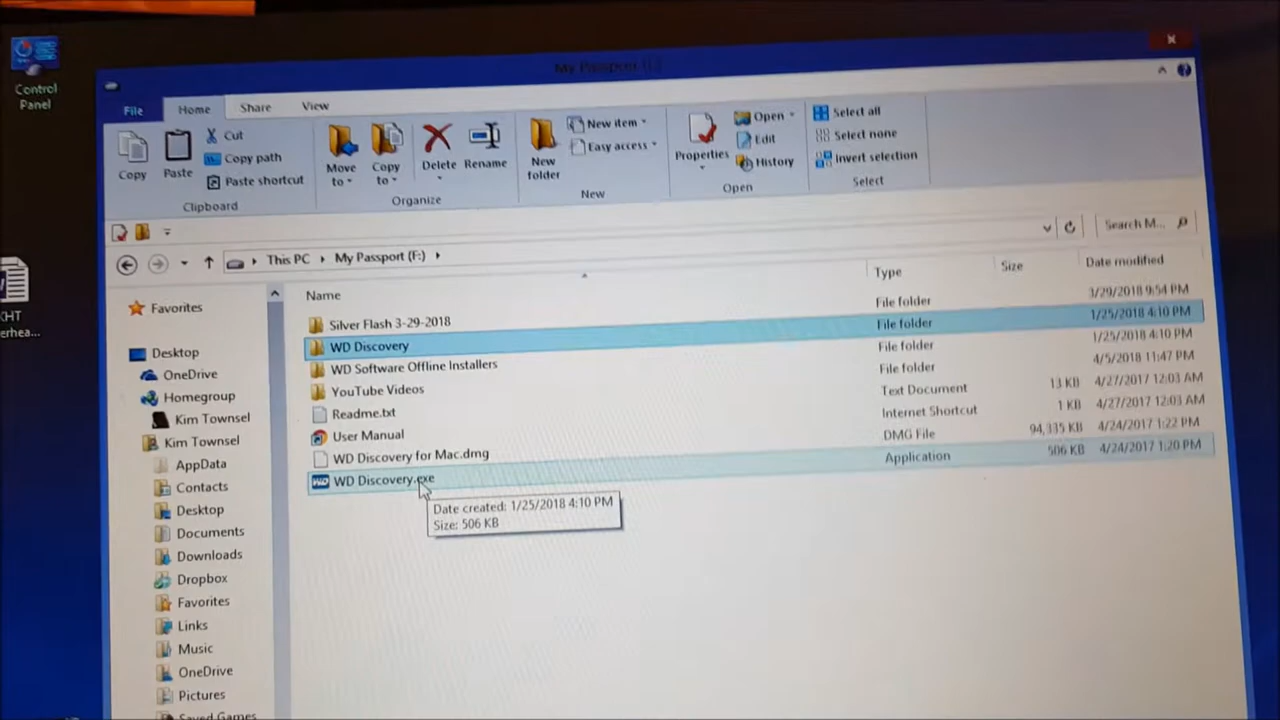 Control
Panel
My Passport (F:)
File Home Share View
Copy
Paste
Cut
Copy path
Paste shortcut
Clipboard
Move
to
Copy
to
Delete
Rename
Organize
New
folder
New item
Easy access
New
Properties
Open
Edit
History
Open
Select all
Select none
Invert selection
Select
This PC My Passport (F:)
Search M...
Name Type Size Date modified
Silver Flash 3-29-2018 File folder 3/29/2018 9:54 PM
WD Discovery File folder 1/25/2018 4:10 PM
WD Software Offline Installers File folder 1/25/2018 4:10 PM
YouTube Videos File folder 4/5/2018 11:47 PM
Readme.txt Text Document 13 KB 4/27/2017 12:03 AM
User Manual Internet Shortcut 1 KB 4/27/2017 12:03 AM
WD Discovery for Mac.dmg DMG File 94,335 KB 4/24/2017 1:22 PM
WD Discovery.exe Application 506 KB 4/24/2017 1:20 PM
Date created: 1/25/2018 4:10 PM
Size: 506 KB
Favorites
Desktop
OneDrive
Homegroup
Kim Townsel
Kim Townsel
AppData
Contacts
Desktop
Documents
Downloads
Dropbox
Favorites
Links
Music
OneDrive
Pictures
Saved Games
KHT
erhea...